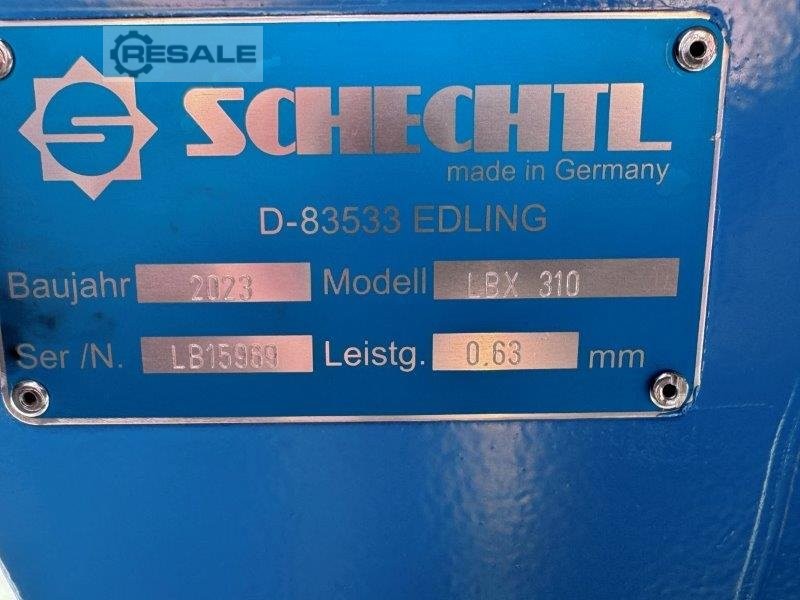 RESALE
SCHECHTL
made in Germany
D-83533 EDLING
Baujahr 2023 Modell LBX 310
Ser /N. LB15969 Leistg. 0.63 mm